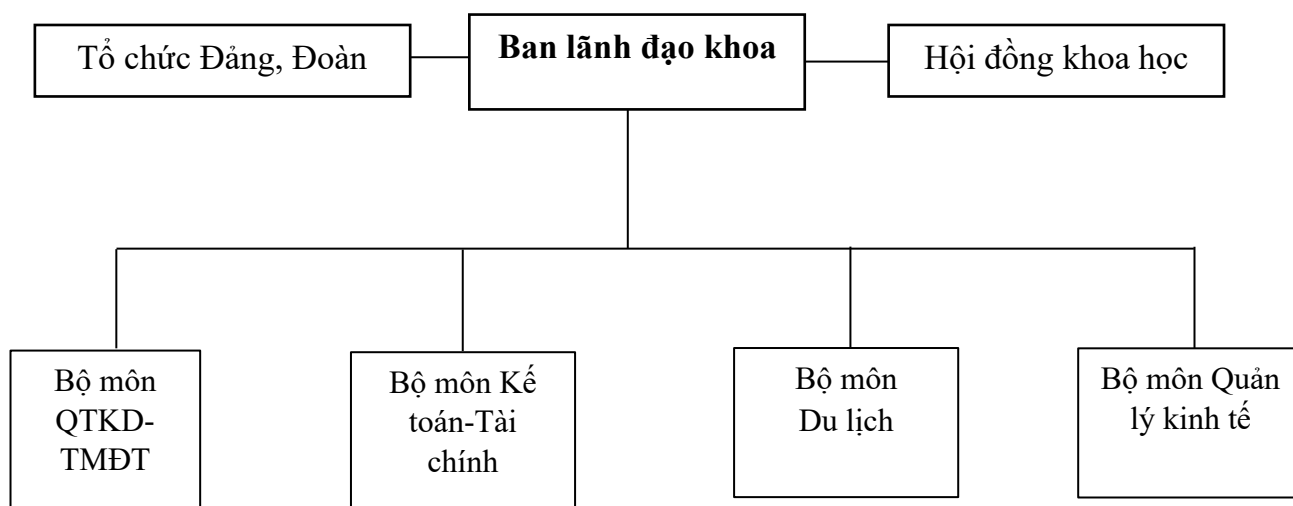 Tổ chức Đảng, Đoàn
Ban lãnh đạo khoa
Hội đồng khoa học
Bộ môn
QTKD-
TMĐT
Bộ môn Kế
toán-Tài
chính
Bộ môn
Du lịch
Bộ môn Quản
lý kinh tế